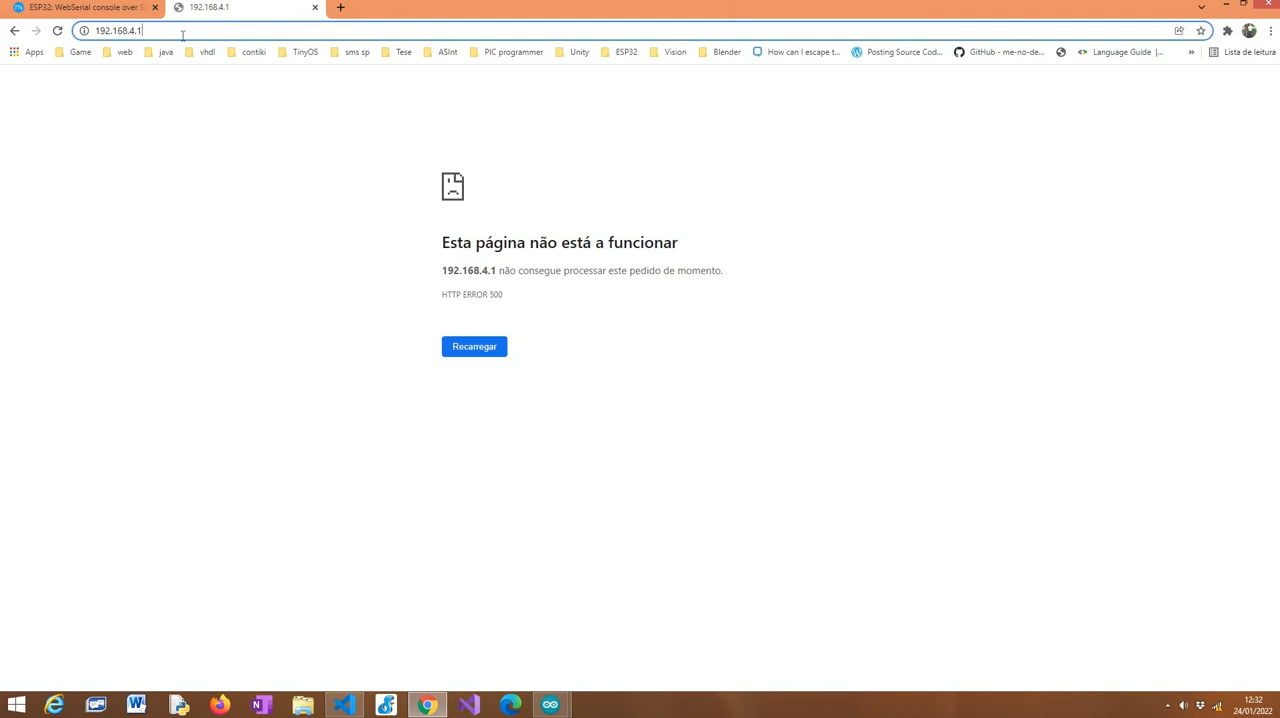 ESP32: WebSerial console over S
192.168.4.1
192.168.4.1
Apps Game web java vhdl contiki TinyOS sms sp Tese ASInt PIC programmer Unity ESP32 Vision Blender How can I escape t... Posting Source Cod... GitHub - me-no-de... Language Guide |... » Lista de leitura
Esta página não está a funcionar
192.168.4.1 não consegue processar este pedido de momento.
HTTP ERROR 500
Recarregar
12:32
24/01/2022